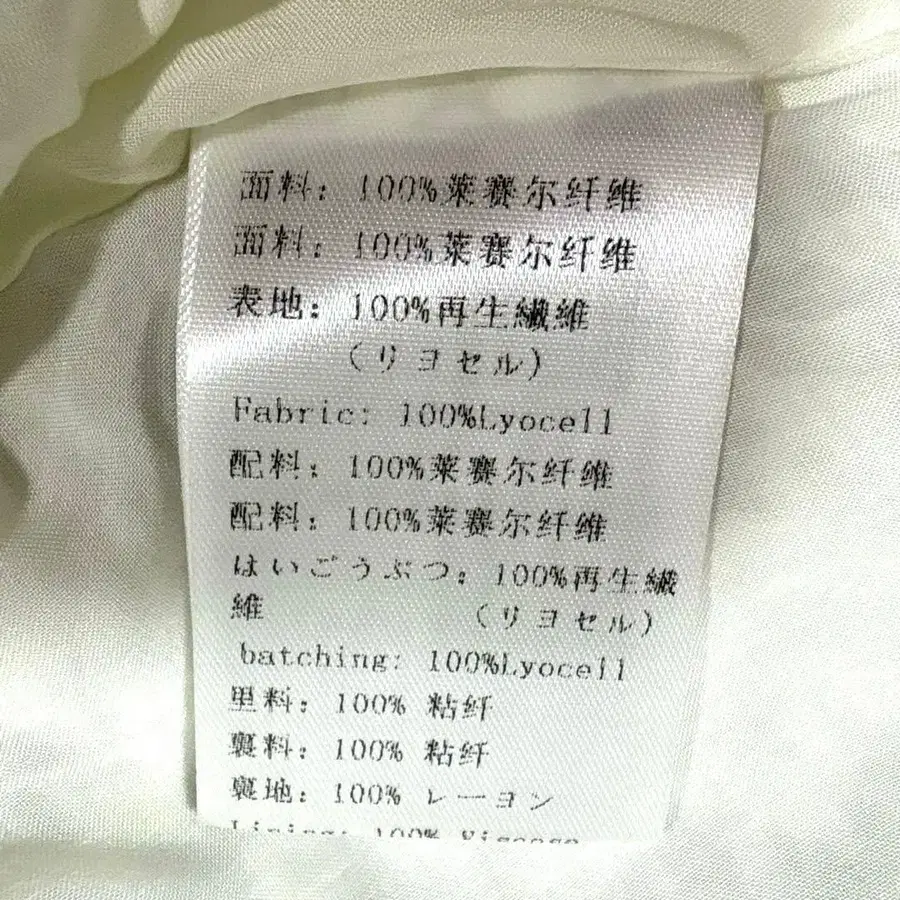 面料：100%莱赛尔纤维
面料：100%莱赛尔纤维
表地：100%再生繊維
（リヨセル）
Fabric: 100%Lyocell
配料：100%莱赛尔纤维
配料：100%莱赛尔纤维
はいごうぶつ：100%再生繊
維 （リヨセル）
batching: 100%Lyocell
里料：100% 粘纤
裏料：100% 粘纤
裏地：100% レーヨン
Lining: 100% Viscose